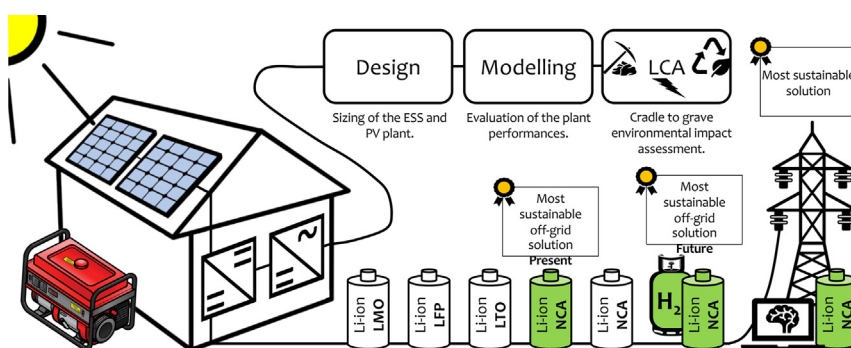 Design
Modelling
LCA
Sizing of the ESS and
PV plant.
Evaluation of the plant
performances.
Cradle to grave
environmental impact
assessment.
Most sustainable
solution
Most
sustainable
off-grid
solution
Present
Most
sustainable
off-grid
solution
Future
Li-ion
LMO
Li-ion
LFP
Li-ion
LTO
Li-ion
NCA
Li-ion
NCA
H2
Li-ion
NCA
Li-ion
NCA